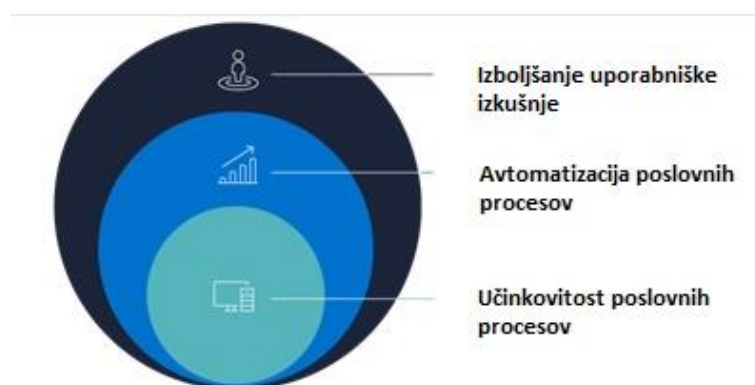 Izboljšanje uporabniške
izkušnje
Avtomatizacija poslovnih
procesov
Učinkovitost poslovnih
procesov